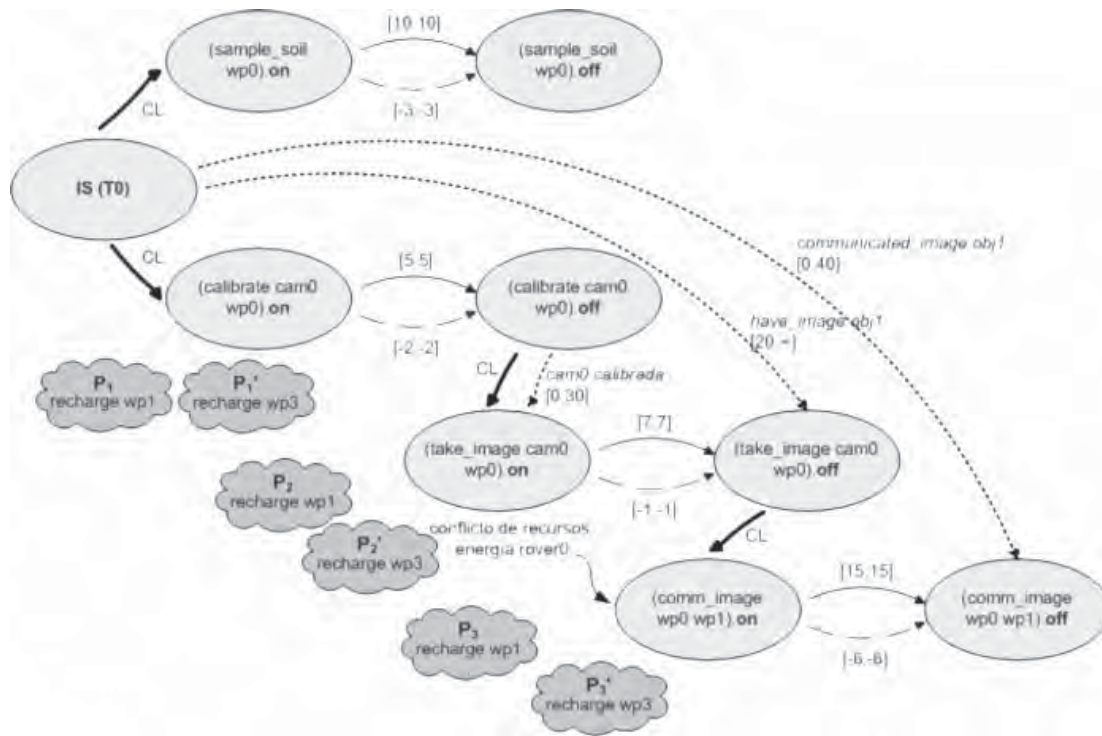 (sample_soil
wp0) on
[10 10]
(sample_soil
wp0) off
[-3 -3]
CL
IS (T0)
CL
(calibrate cam0
wp0) on
[5 5]
(calibrate cam0
wp0) off
[-2 -2]
communicated_image obj1
[0 40]
have_image obj1
[20 ∞]
CL
cam0 calibrada
[0 30]
P1
recharge wp1
P1'
recharge wp3
(take_image cam0
wp0) on
[7 7]
(take_image cam0
wp0) off
[-1 -1]
P2
recharge wp1
P2'
recharge wp3
conflicto de recursos
energía rover0
CL
(comm_image
wp0 wp1) on
[15 15]
(comm_image
wp0 wp1) off
[-6 -6]
P3
recharge wp1
P3'
recharge wp3